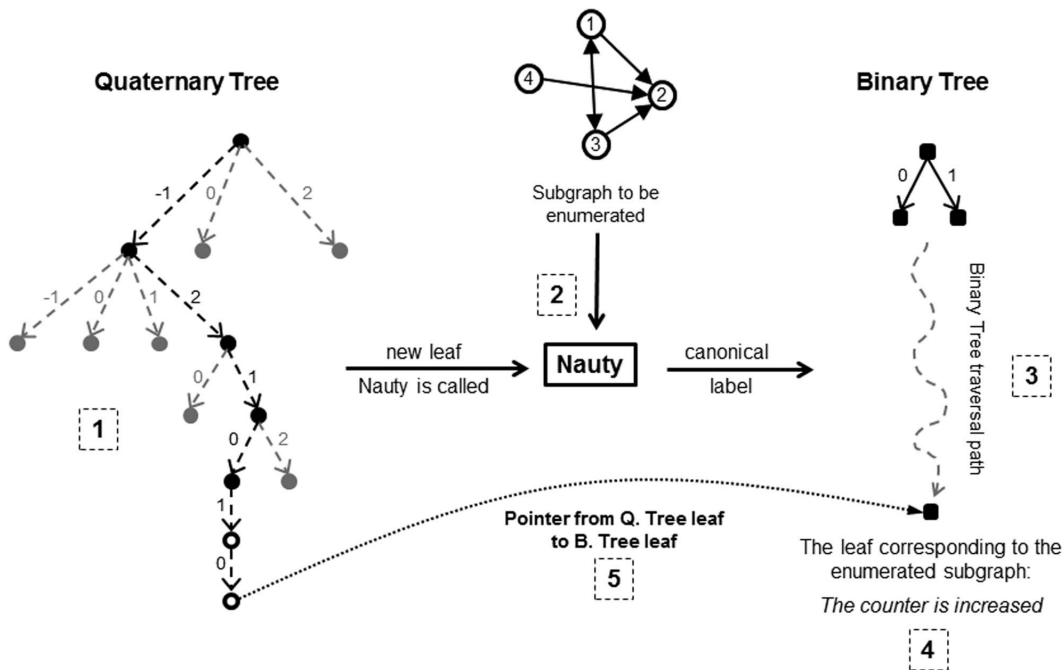 Quaternary Tree
Binary Tree
1
4
2
3
Subgraph to be
enumerated
-1
0
2
-1
0
1
2
0
1
0
2
1
0
0
1
1
2
new leaf
Nauty is called
Nauty
canonical
label
Binary Tree traversal path
3
Pointer from Q. Tree leaf
to B. Tree leaf
5
The leaf corresponding to the
enumerated subgraph:
The counter is increased
4